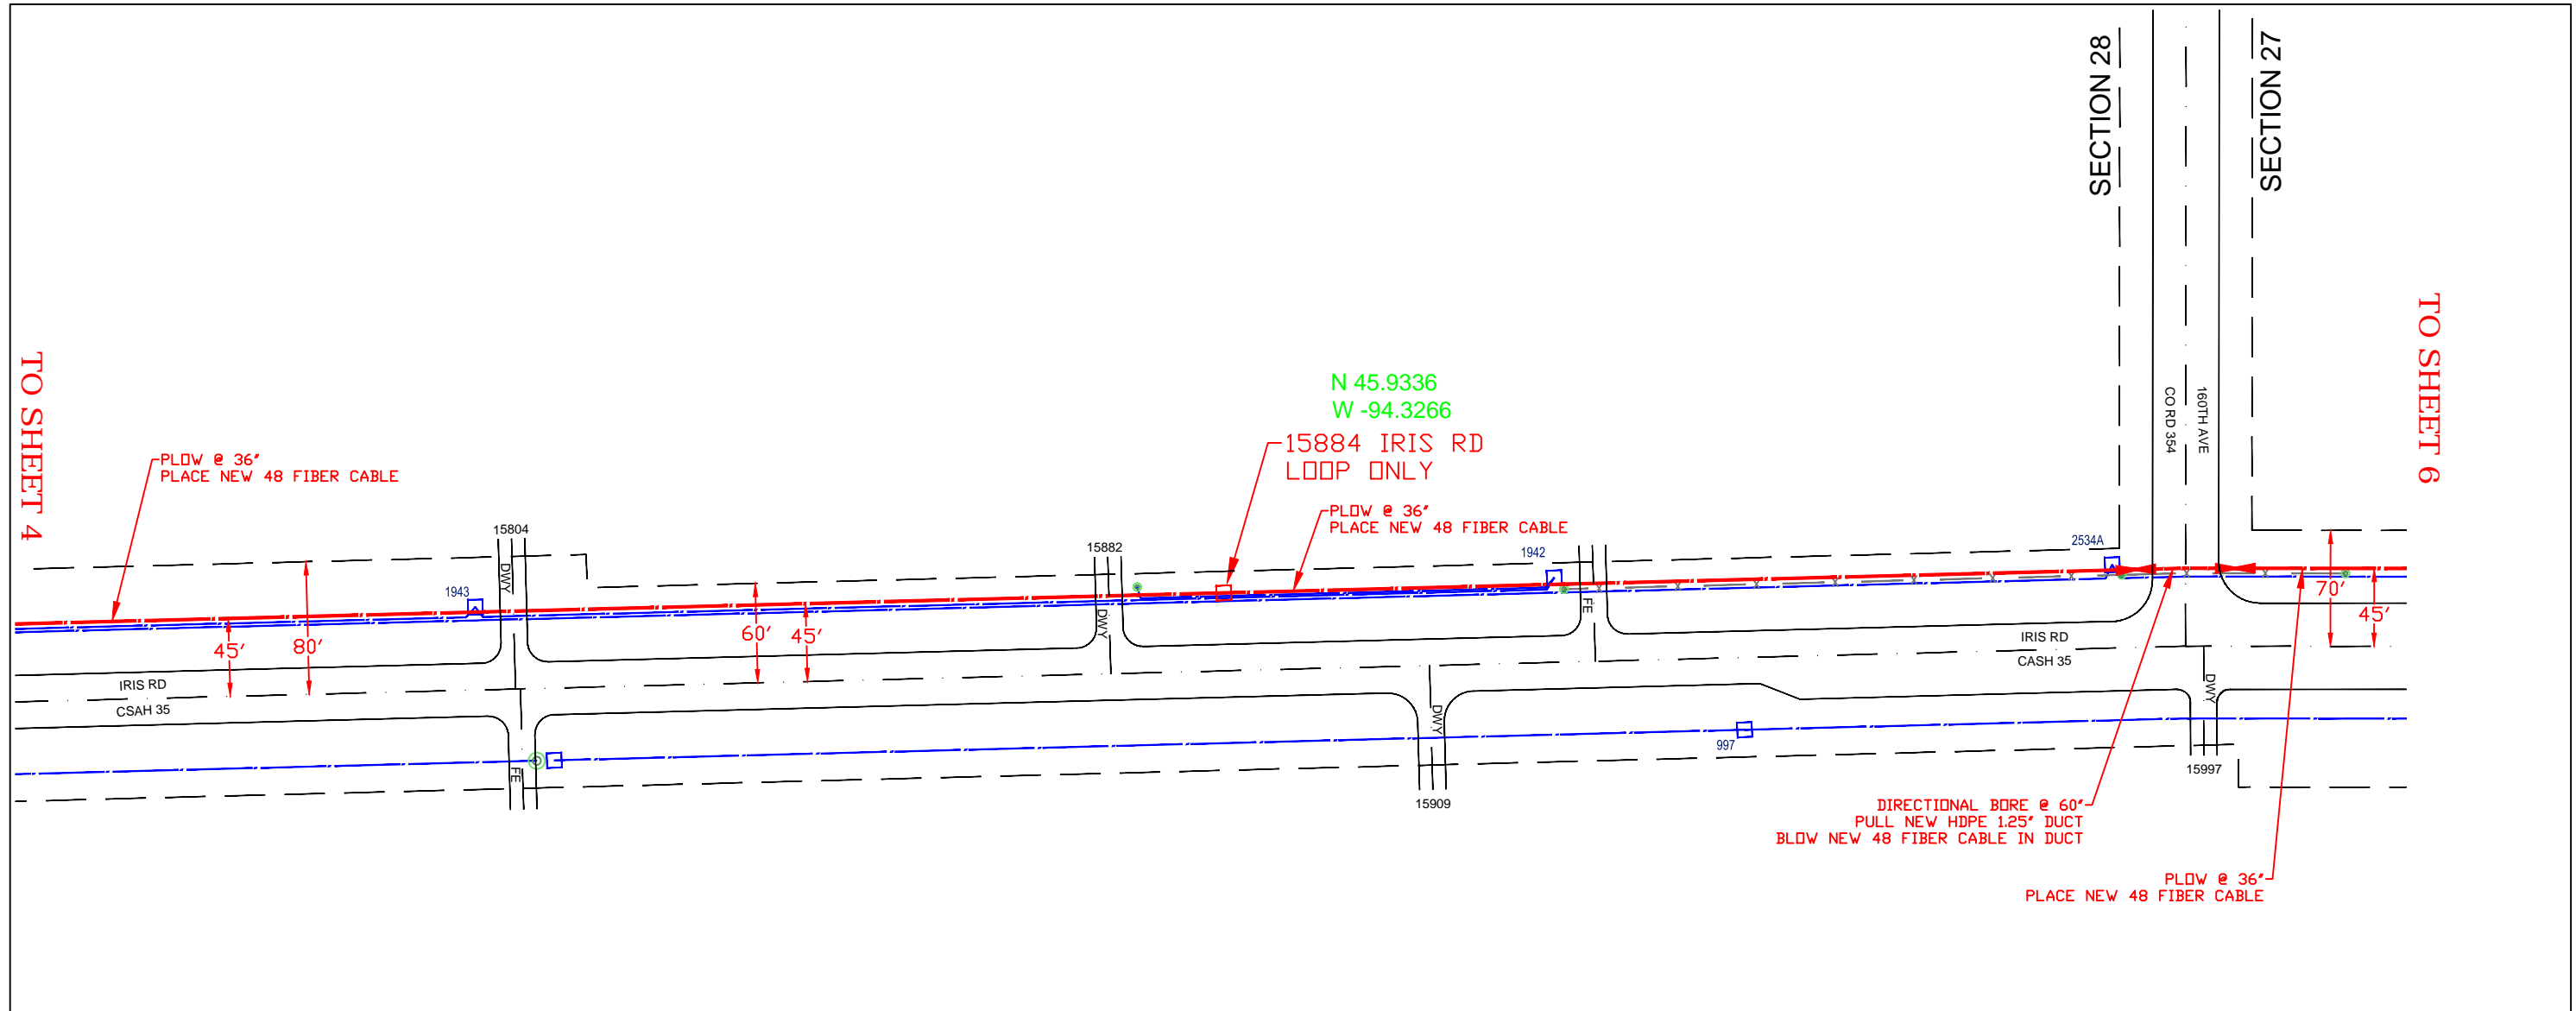 SECTION 28
SECTION 27
TO SHEET 4
TO SHEET 6
N 45.9336
W -94.3266
15884 IRIS RD
LOOP ONLY
PLOW @ 36"
PLACE NEW 48 FIBER CABLE
PLOW @ 36"
PLACE NEW 48 FIBER CABLE
CO RD 354
160TH AVE
15804
DWY
15882
DWY
1943
1942
2534A
FE
45'
80'
60'
45'
70'
45'
IRIS RD
CSAH 35
IRIS RD
CASH 35
FE
DWY
15909
997
DWY
15997
DIRECTIONAL BORE @ 60"
PULL NEW HDPE 1.25" DUCT
BLOW NEW 48 FIBER CABLE IN DUCT
PLOW @ 36"
PLACE NEW 48 FIBER CABLE